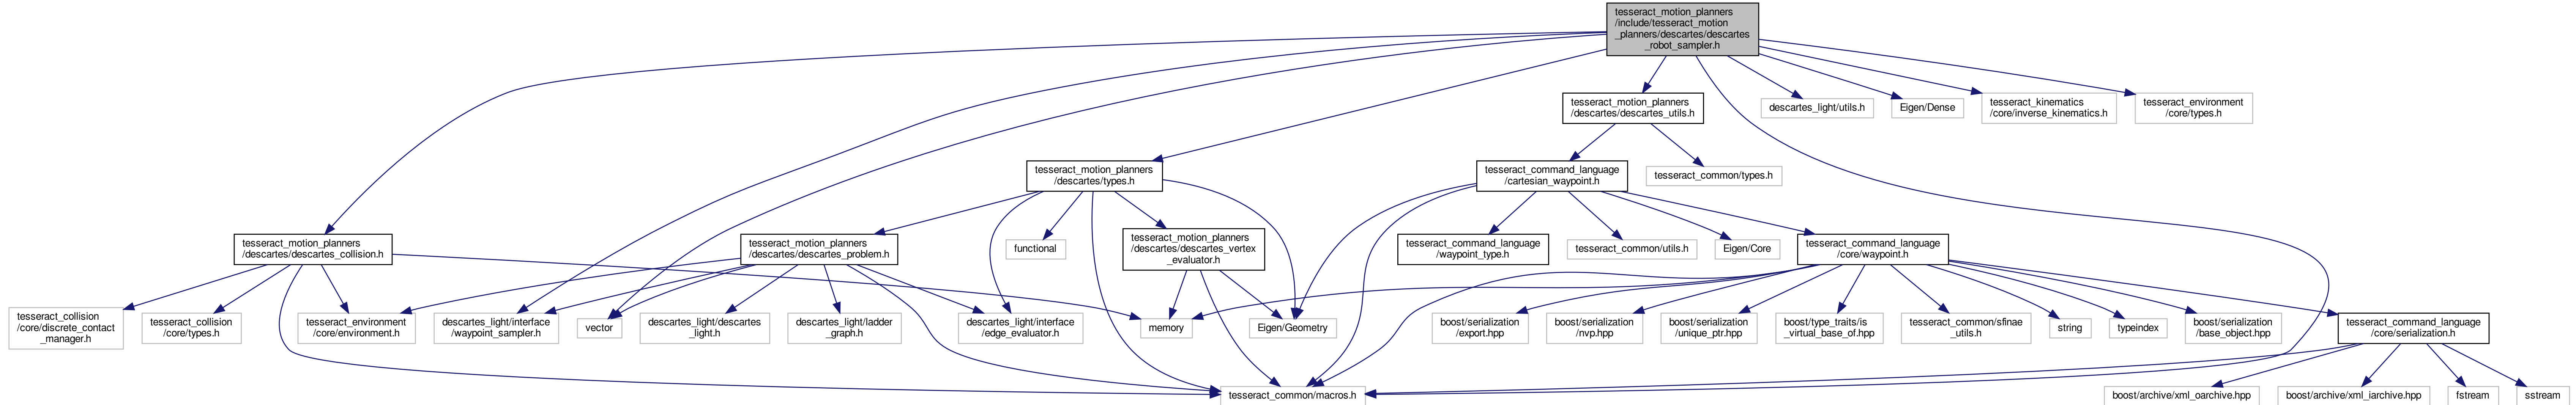 tesseract_motion_planners
/include/tesseract_motion
_planners/descartes/descartes
_robot_sampler.h
tesseract_motion_planners
/descartes/descartes_utils.h
descartes_light/utils.h
Eigen/Dense
tesseract_kinematics
/core/inverse_kinematics.h
tesseract_environment
/core/types.h
tesseract_motion_planners
/descartes/types.h
tesseract_command_language
/cartesian_waypoint.h
tesseract_common/types.h
tesseract_motion_planners
/descartes/descartes_collision.h
tesseract_motion_planners
/descartes/descartes_problem.h
functional
tesseract_motion_planners
/descartes/descartes_vertex
_evaluator.h
tesseract_command_language
/waypoint_type.h
tesseract_common/utils.h
Eigen/Core
tesseract_command_language
/core/waypoint.h
tesseract_collision
/core/discrete_contact
_manager.h
tesseract_collision
/core/types.h
tesseract_environment
/core/environment.h
descartes_light/interface
/waypoint_sampler.h
vector
descartes_light/descartes
_light.h
descartes_light/ladder
_graph.h
descartes_light/interface
/edge_evaluator.h
memory
Eigen/Geometry
boost/serialization
/export.hpp
boost/serialization
/nvp.hpp
boost/serialization
/unique_ptr.hpp
boost/type_traits/is
_virtual_base_of.hpp
tesseract_common/sfinae
_utils.h
string
typeindex
boost/serialization
/base_object.hpp
tesseract_command_language
/core/serialization.h
tesseract_common/macros.h
boost/archive/xml_oarchive.hpp
boost/archive/xml_iarchive.hpp
fstream
sstream